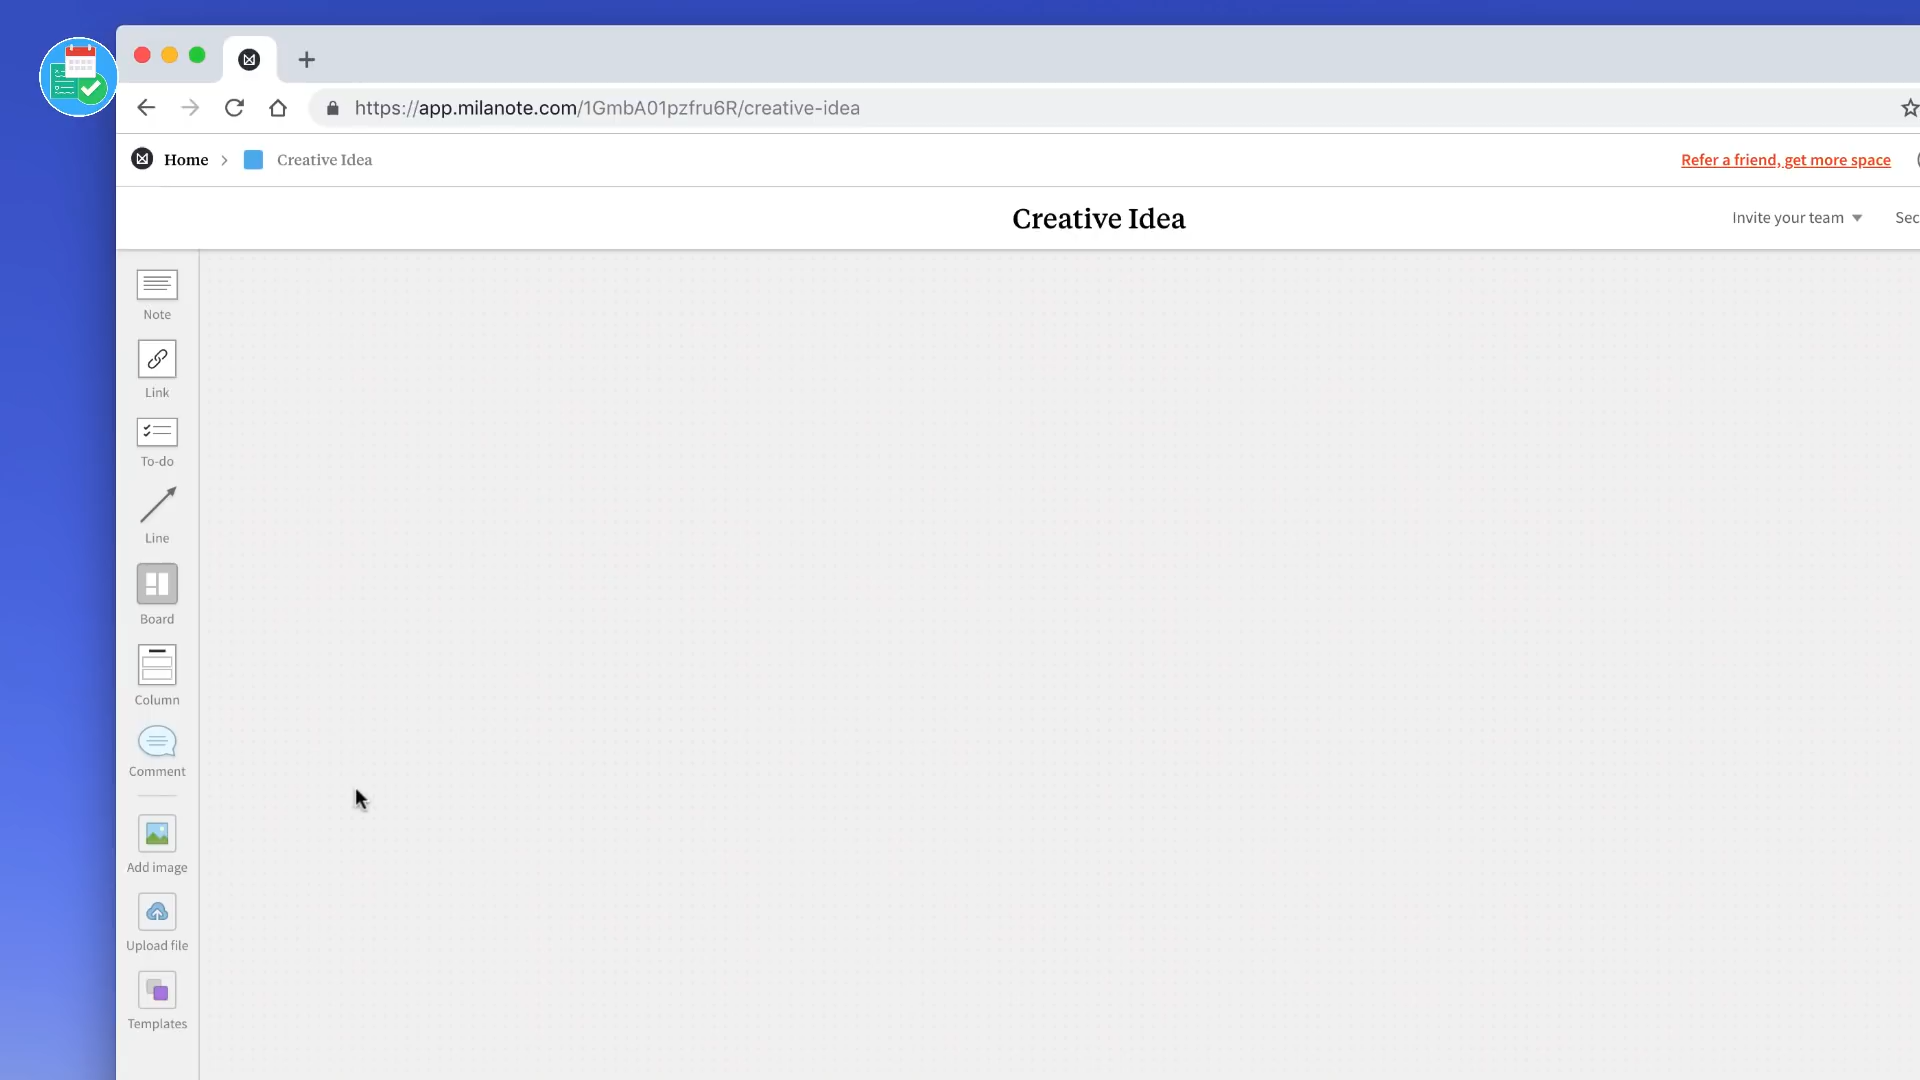 https://app.milanote.com/1GmbA01pzfru6R/creative-idea
Home
Creative Idea
Refer a friend, get more space
Creative Idea
Invite your team
Sec
Note
Link
To-do
Line
Board
Column
Comment
Add image
Upload file
Templates